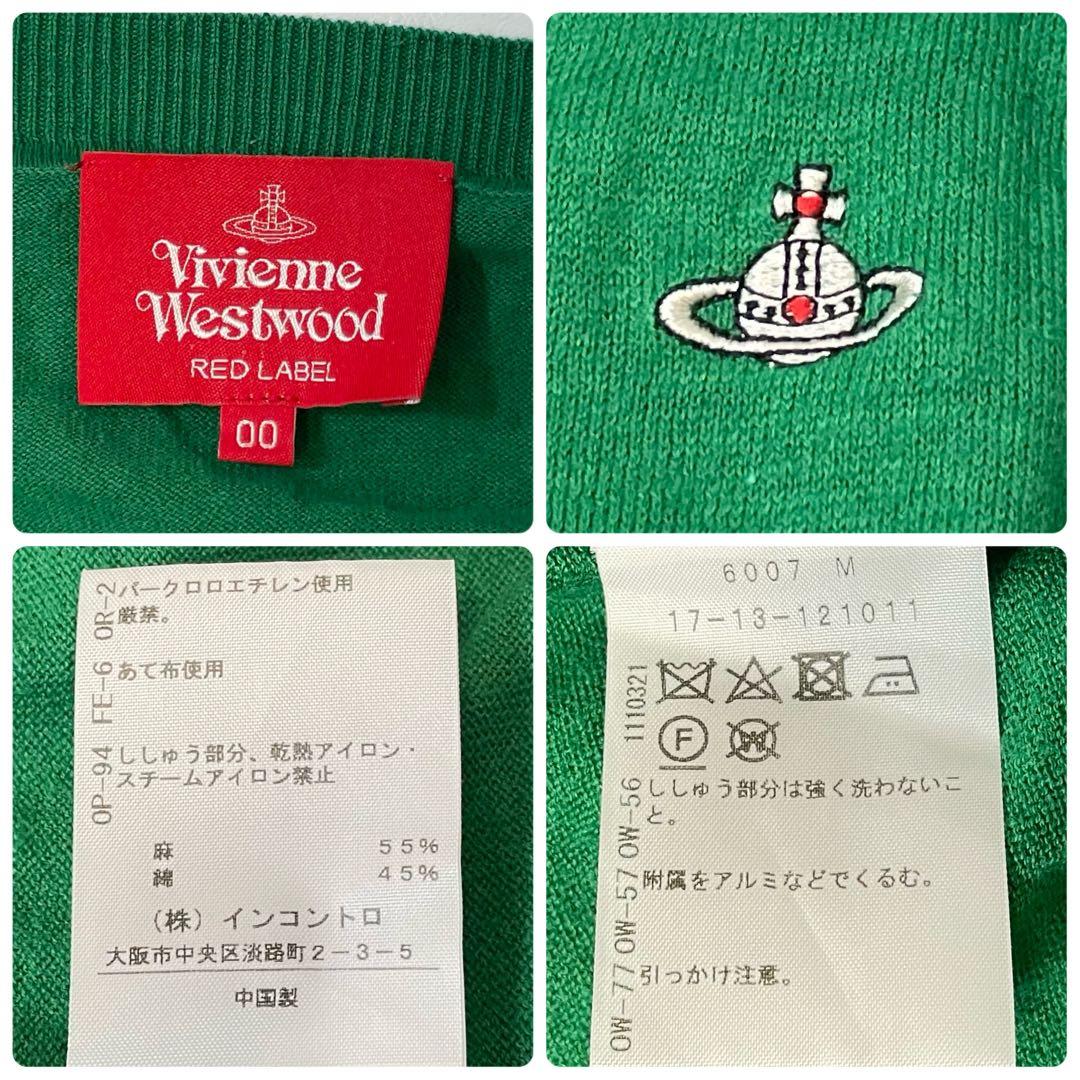 Vivienne
Westwood
RED LABEL
00
OR-2
パークロロエチレン使用
厳禁。
FE-6
あて布使用
OP-94
ししゅう部分、乾熱アイロン・
スチームアイロン禁止
麻 55%
綿 45%
(株)インコントロ
大阪市中央区淡路町2-3-5
中国製
6007 M
17-13-121011
1110321
F
W
OW-56
ししゅう部分は強く洗わないこ
と。
OW-57
附属をアルミなどでくるむ。
OW-77
引っかけ注意。